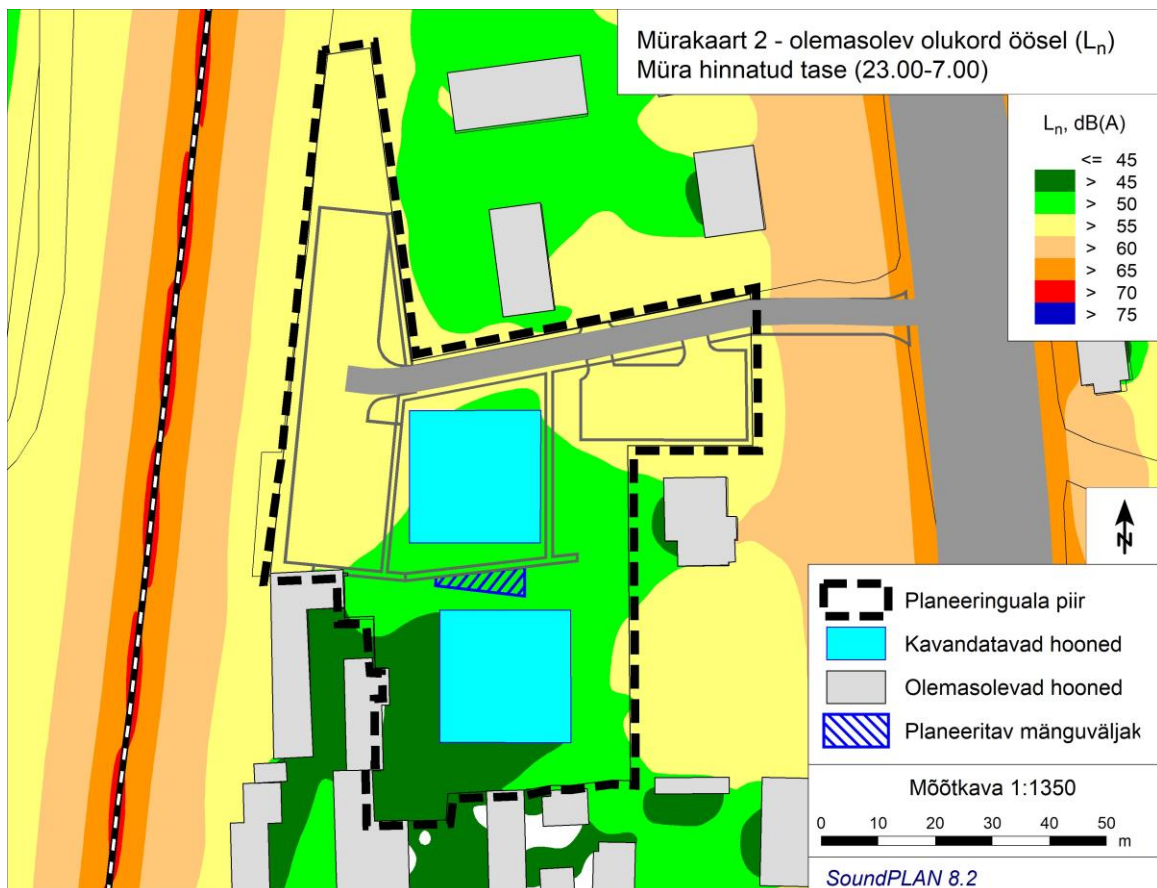 Mürakaart 2 - olemasolev olukord öösel (Ln)
Müra hinnatud tase (23.00-7.00)
Ln, dB(A)
<= 45
> 45
> 50
> 55
> 60
> 65
> 70
> 75
N
Planeeringuala piir
Kavandatavad hooned
Olemasolevad hooned
Planeeritav mänguväljak
Mõõtkava 1:1350
0 10 20 30 40 50 m
SoundPLAN 8.2